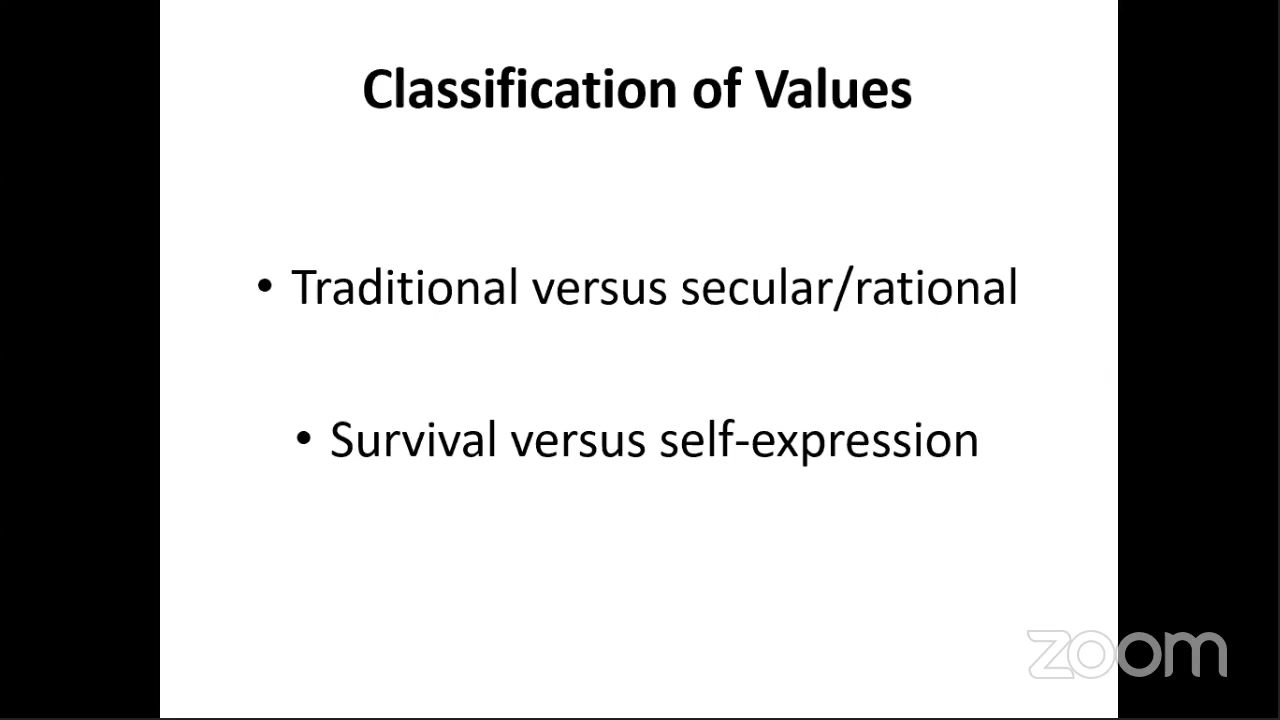 Classification of Values
• Traditional versus secular/rational
• Survival versus self-expression
zoom